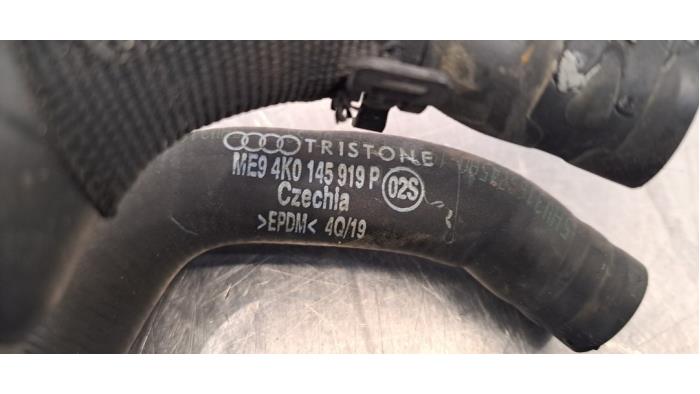 TRISTONE
ME9 4K0 145 919 P 02S
Czechia
>EPDM< 4Q/19